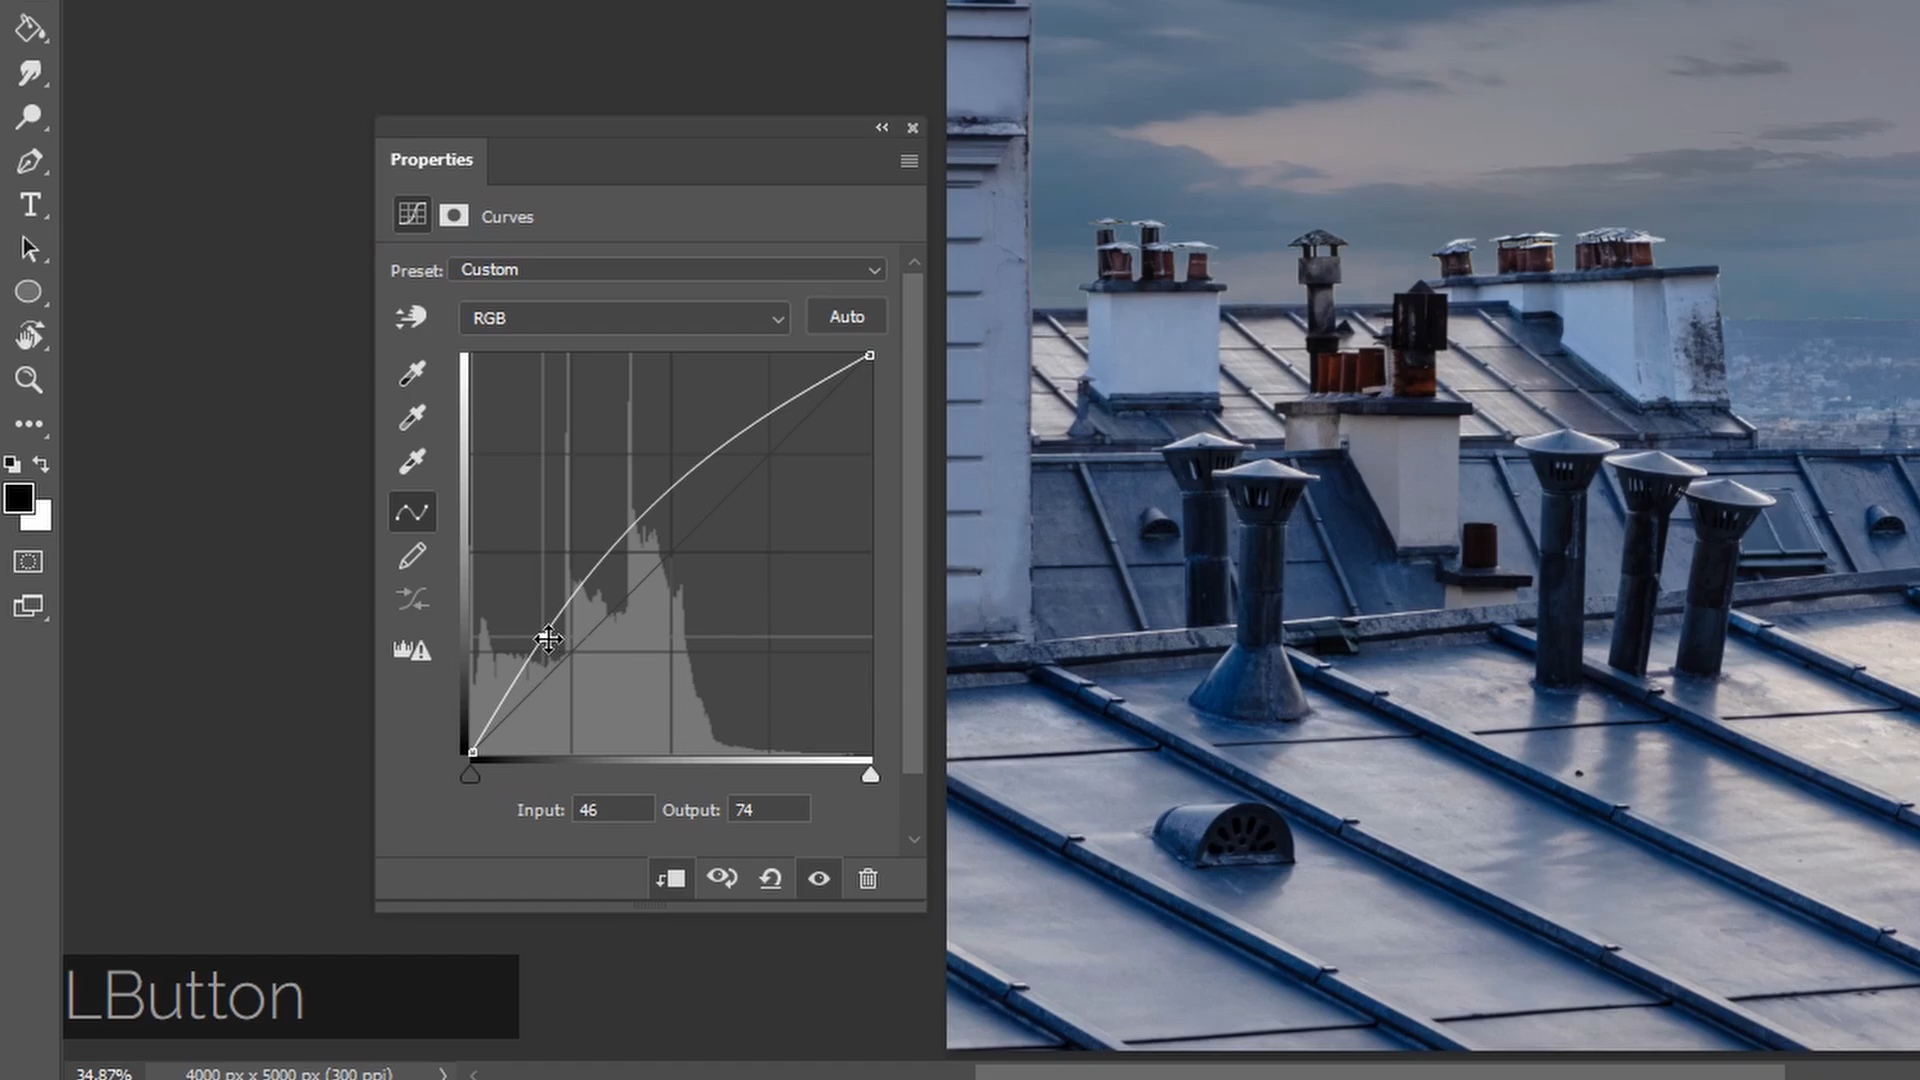 Properties
Curves
Preset: Custom
RGB
Auto
Input: 46 Output: 74
LButton
34.87% 4000 px x 5000 px (300 ppi)